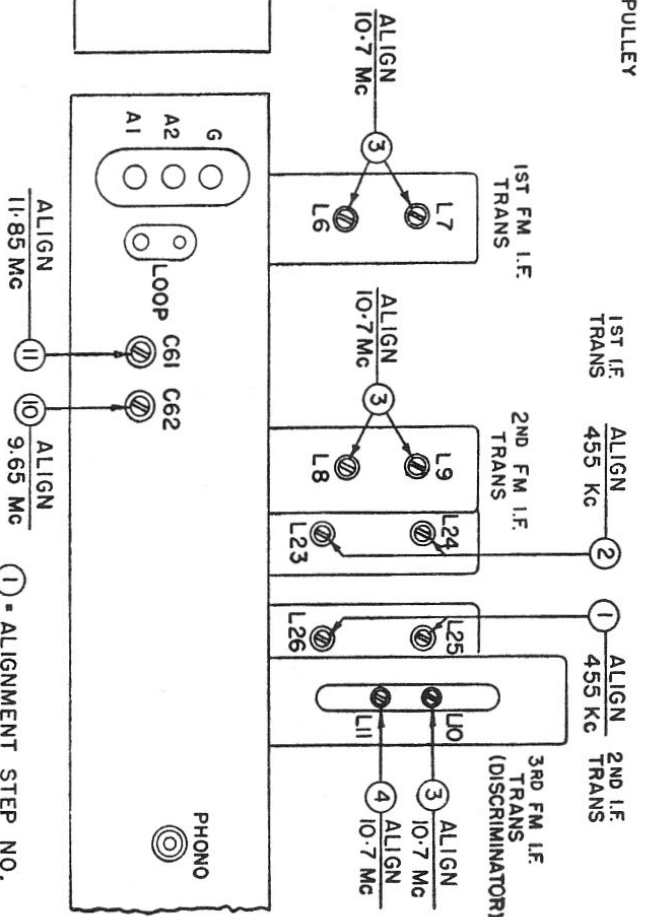 PULLEY
ALIGN
10.7 Mc
3
1ST FM I.F.
TRANS
L7
L6
A1
A2
G
LOOP
C61
C62
11
ALIGN
11.85 Mc
10
ALIGN
9.65 Mc
ALIGN
10.7 Mc
3
2ND FM I.F.
TRANS
L9
L8
L24
L23
1ST I.F.
TRANS
ALIGN
455 Kc
2
1
ALIGN
455 Kc
2ND I.F.
TRANS
L25
L26
L10
L11
3RD FM I.F.
TRANS
(DISCRIMINATOR)
3
ALIGN
10.7 Mc
4
ALIGN
10.7 Mc
PHONO
1 = ALIGNMENT STEP NO.